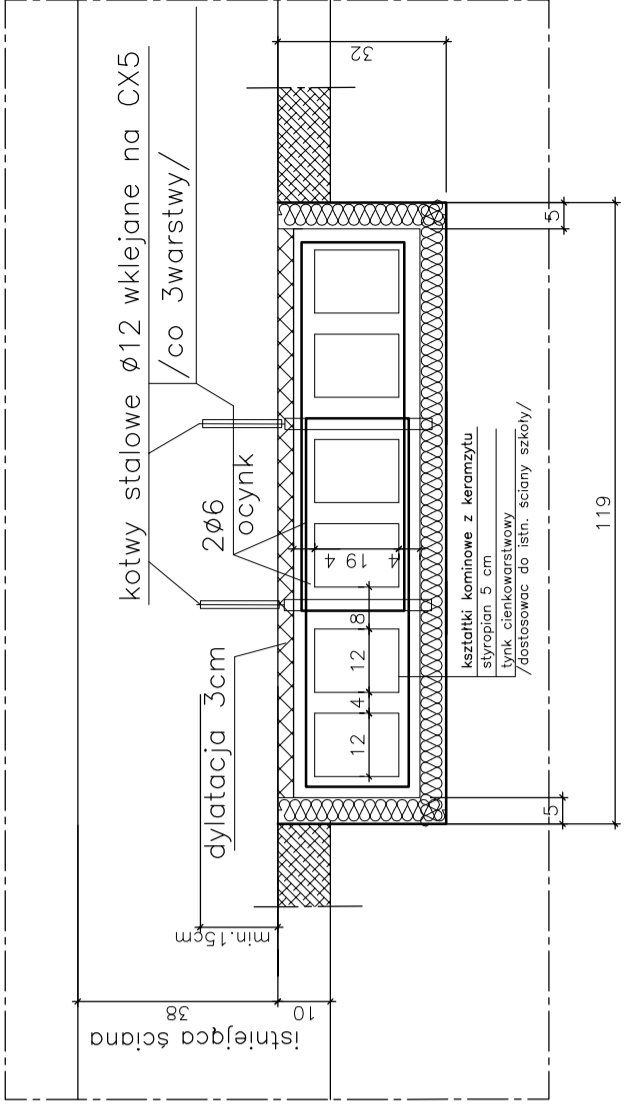 kotwy stalowe ø12 wklejane na CX5
/co 3warstwy/
2ø6
ocynk
dylatacja 3cm
min.15cm
istniejąca ściana
38
10
32
4 19 4
8
12
4
12
kształtki kominowe z keramzytu
styropian 5 cm
tynk cienkowarstwowy
/dostosowac do istn. ściany szkoły/
5
5
119